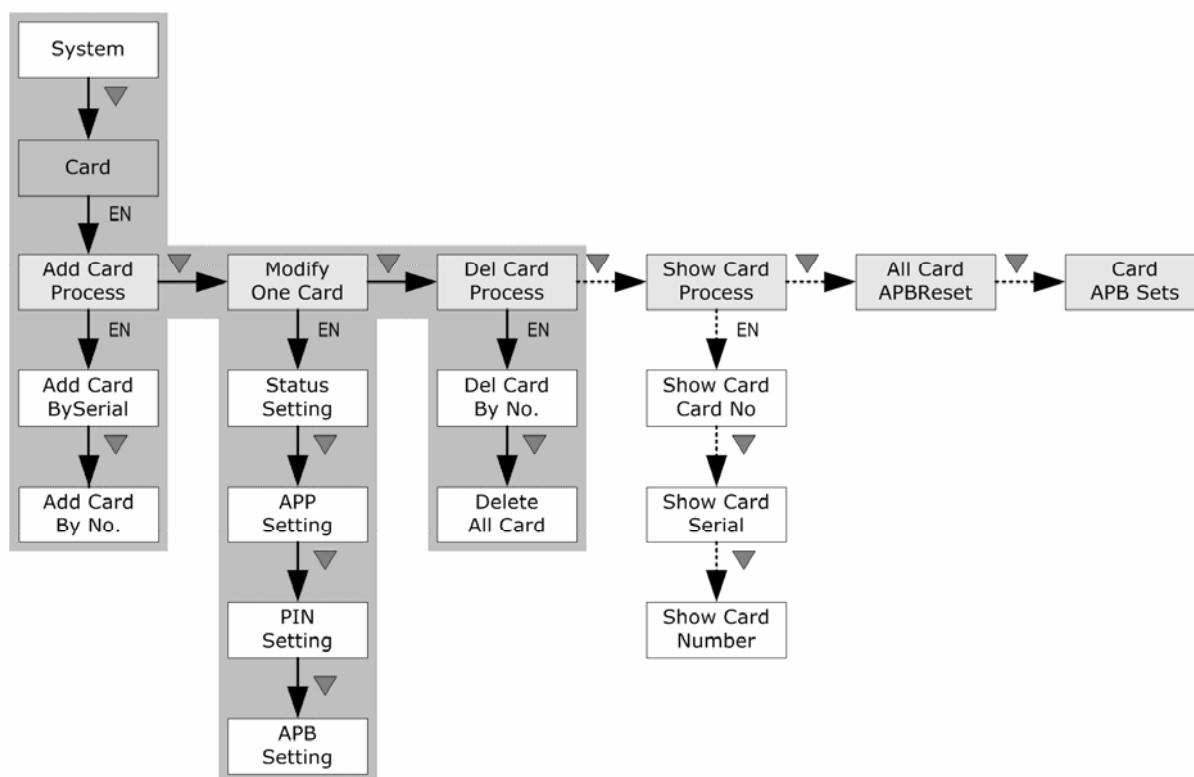 System
Card
EN
Add Card
Process
Modify
One Card
Del Card
Process
Show Card
Process
All Card
APBReset
Card
APB Sets
EN
EN
EN
EN
Add Card
BySerial
Status
Setting
Del Card
By No.
Show Card
Card No
Add Card
By No.
APP
Setting
Delete
All Card
Show Card
Serial
PIN
Setting
Show Card
Number
APB
Setting